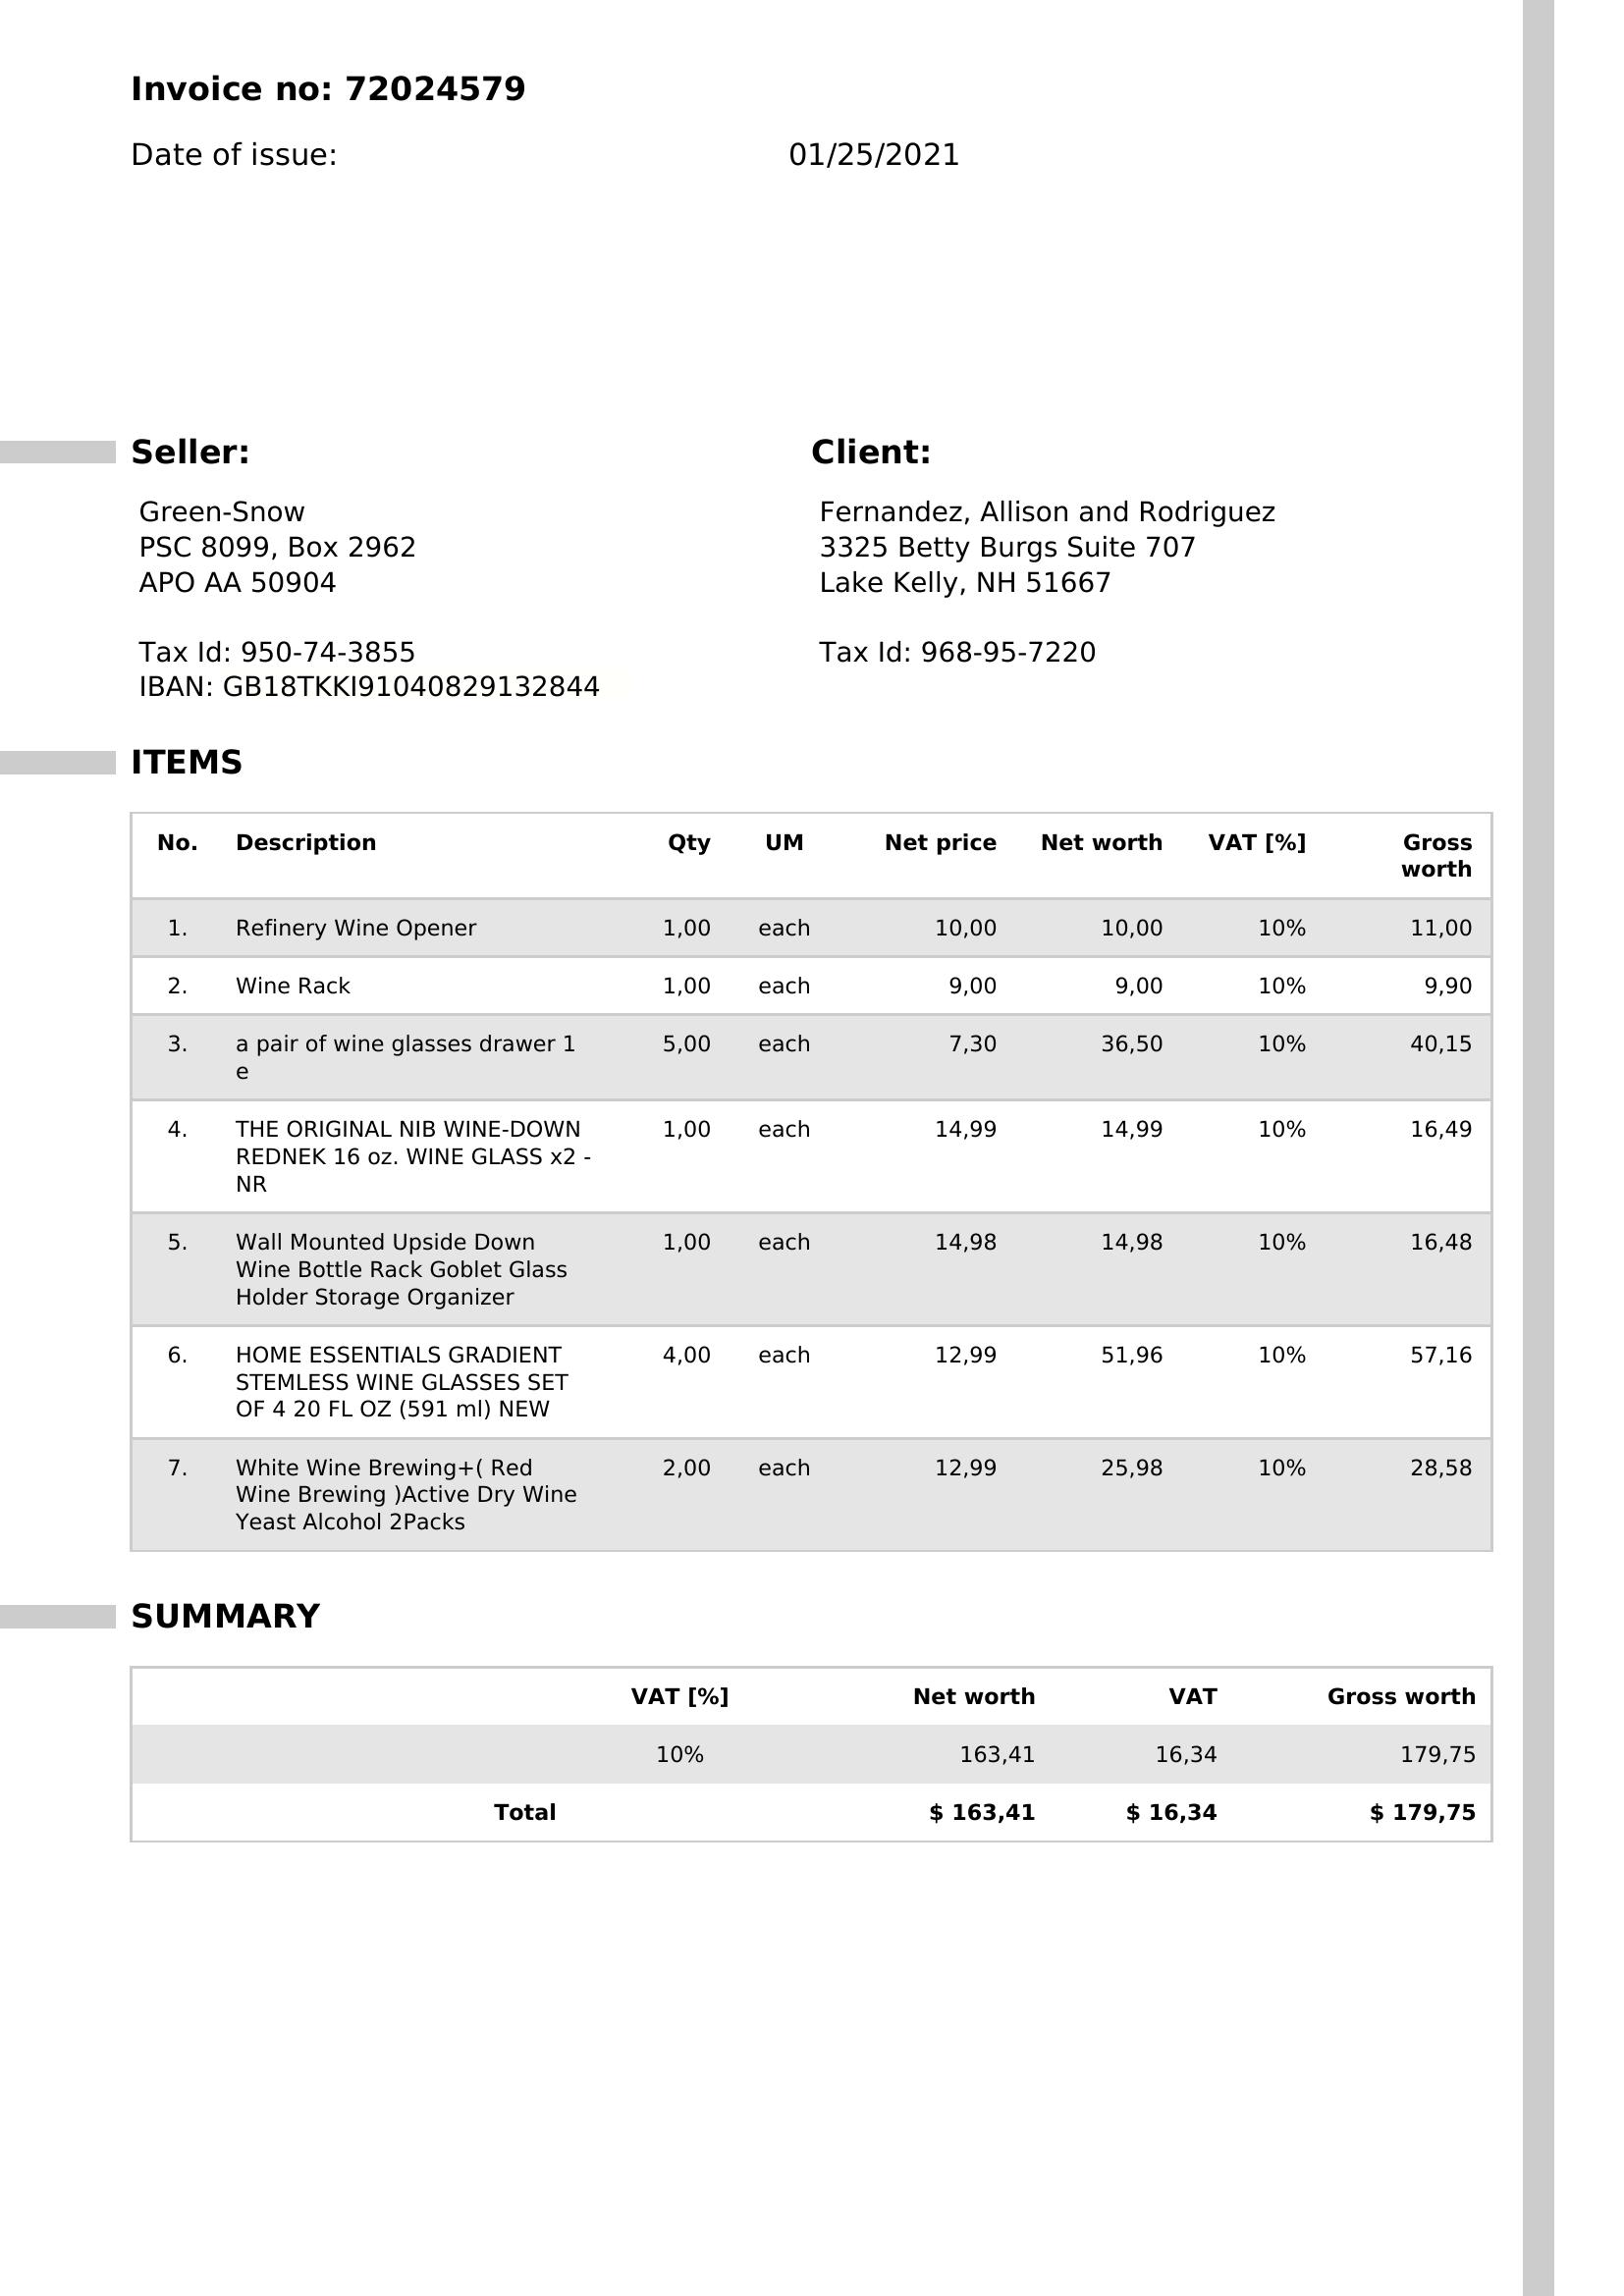 Invoice no: 72024579
Date of issue: 01/25/2021
Seller:
Green-Snow
PSC 8099, Box 2962
APO AA 50904
Tax Id: 950-74-3855
IBAN: GB18TKKI91040829132844
Client:
Fernandez, Allison and Rodriguez
3325 Betty Burgs Suite 707
Lake Kelly, NH 51667
Tax Id: 968-95-7220
ITEMS
No. Description Qty UM Net price Net worth VAT [%] Gross
worth
1. Refinery Wine Opener 1,00 each 10,00 10,00 10% 11,00
2. Wine Rack 1,00 each 9,00 9,00 10% 9,90
3. a pair of wine glasses drawer 1 5,00 each 7,30 36,50 10% 40,15
e
4. THE ORIGINAL NIB WINE-DOWN 1,00 each 14,99 14,99 10% 16,49
REDNEK 16 oz. WINE GLASS x2 -
NR
5. Wall Mounted Upside Down 1,00 each 14,98 14,98 10% 16,48
Wine Bottle Rack Goblet Glass
Holder Storage Organizer
6. HOME ESSENTIALS GRADIENT 4,00 each 12,99 51,96 10% 57,16
STEMLESS WINE GLASSES SET
OF 4 20 FL OZ (591 ml) NEW
7. White Wine Brewing+( Red 2,00 each 12,99 25,98 10% 28,58
Wine Brewing )Active Dry Wine
Yeast Alcohol 2Packs
SUMMARY
VAT [%] Net worth VAT Gross worth
10% 163,41 16,34 179,75
Total $ 163,41 $ 16,34 $ 179,75